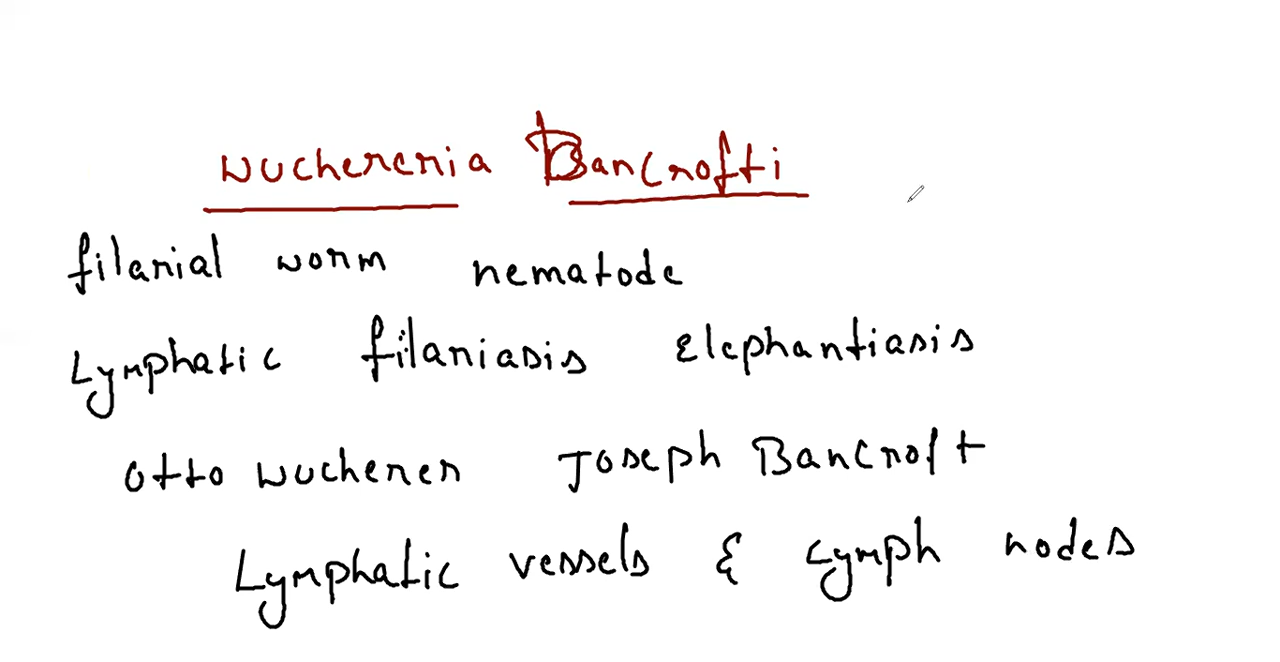 Wuchereria Bancrofti
filarial worm nematode
Lymphatic filariasis Elephantiasis
Otto Wucherer Joseph Bancroft
Lymphatic vessels & Lymph nodes